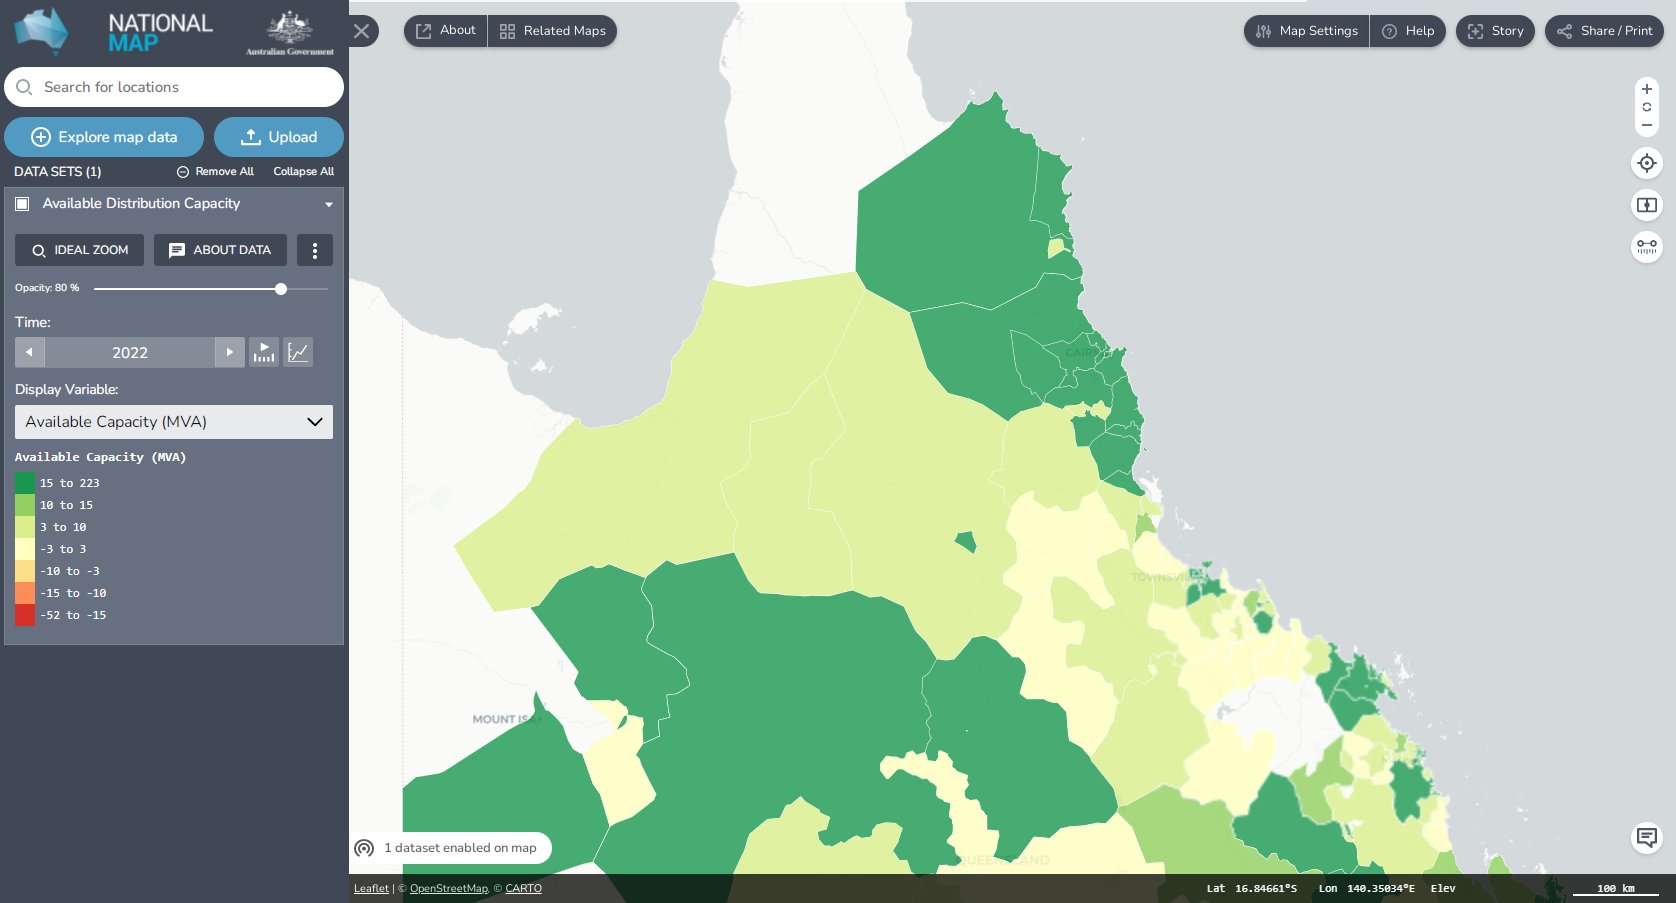 NATIONAL
MAP
Australian Government
About
Related Maps
Map Settings
Help
Story
Share / Print
Search for locations
Explore map data
Upload
DATA SETS (1)
Remove All
Collapse All
Available Distribution Capacity
IDEAL ZOOM
ABOUT DATA
Opacity: 80 %
Time:
2022
Display Variable:
Available Capacity (MVA)
Available Capacity (MVA)
15 to 223
10 to 15
3 to 10
-3 to 3
-10 to -3
-15 to -10
-52 to -15
MOUNT ISA
QUEENSLAND
1 dataset enabled on map
Leaflet | © OpenStreetMap, © CARTO
Lat 16.84661°S Lon 140.35034°E Elev
100 km